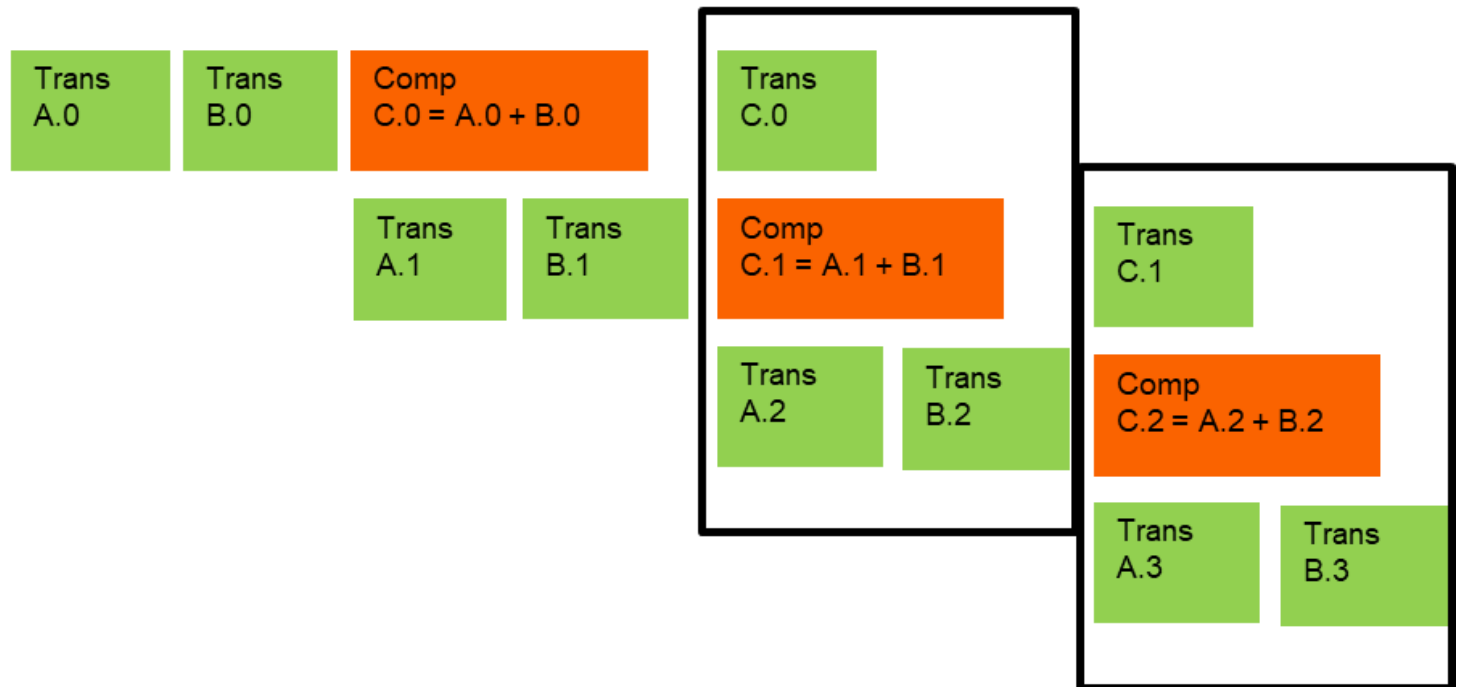 Trans
A.0
Trans
B.0
Comp
C.0 = A.0 + B.0
Trans
C.0
Trans
A.1
Trans
B.1
Comp
C.1 = A.1 + B.1
Trans
C.1
Trans
A.2
Trans
B.2
Comp
C.2 = A.2 + B.2
Trans
A.3
Trans
B.3